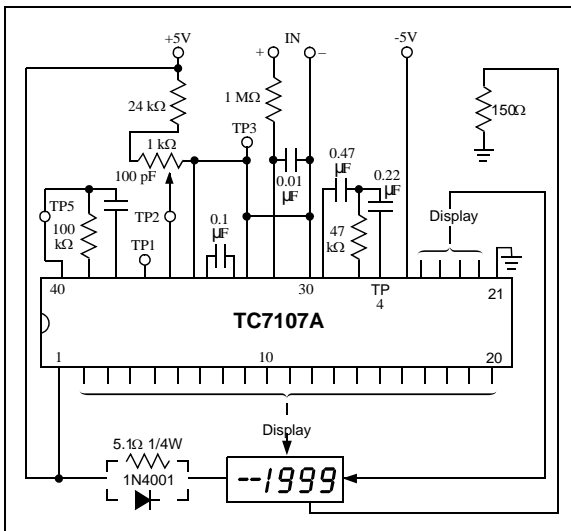 +5V
IN
-5V
+
–
24 kΩ
1 MΩ
150Ω
TP3
1 kΩ
100 pF
0.01
µF
0.47
µF
0.22
µF
TP5
100
kΩ
TP2
TP1
0.1
µF
47
kΩ
Display
40
30
TP
4
21
TC7107A
1
10
20
Display
5.1Ω 1/4W
1N4001
--1999